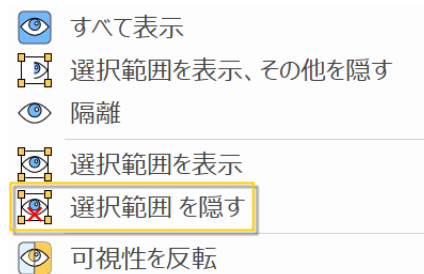 すべて表示
選択範囲を表示、その他を隠す
隔離
選択範囲を表示
選択範囲 を隠す
可視性を反転